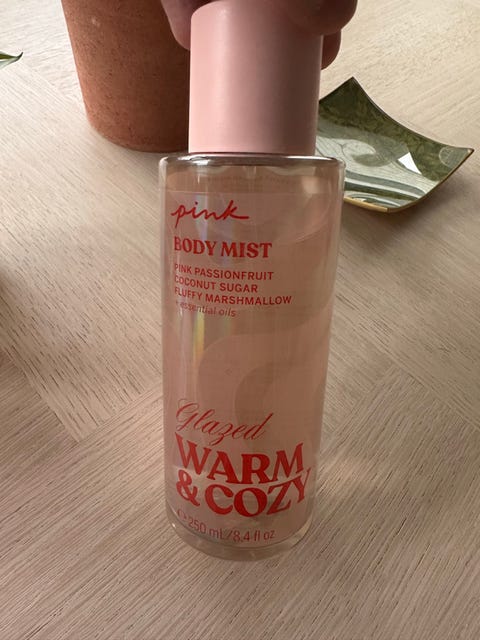 pink
BODY MIST
PINK PASSIONFRUIT
COCONUT SUGAR
FLUFFY MARSHMALLOW
+ essential oils
Glazed
WARM
& COZY
℮ 250 mL/8.4 fl oz